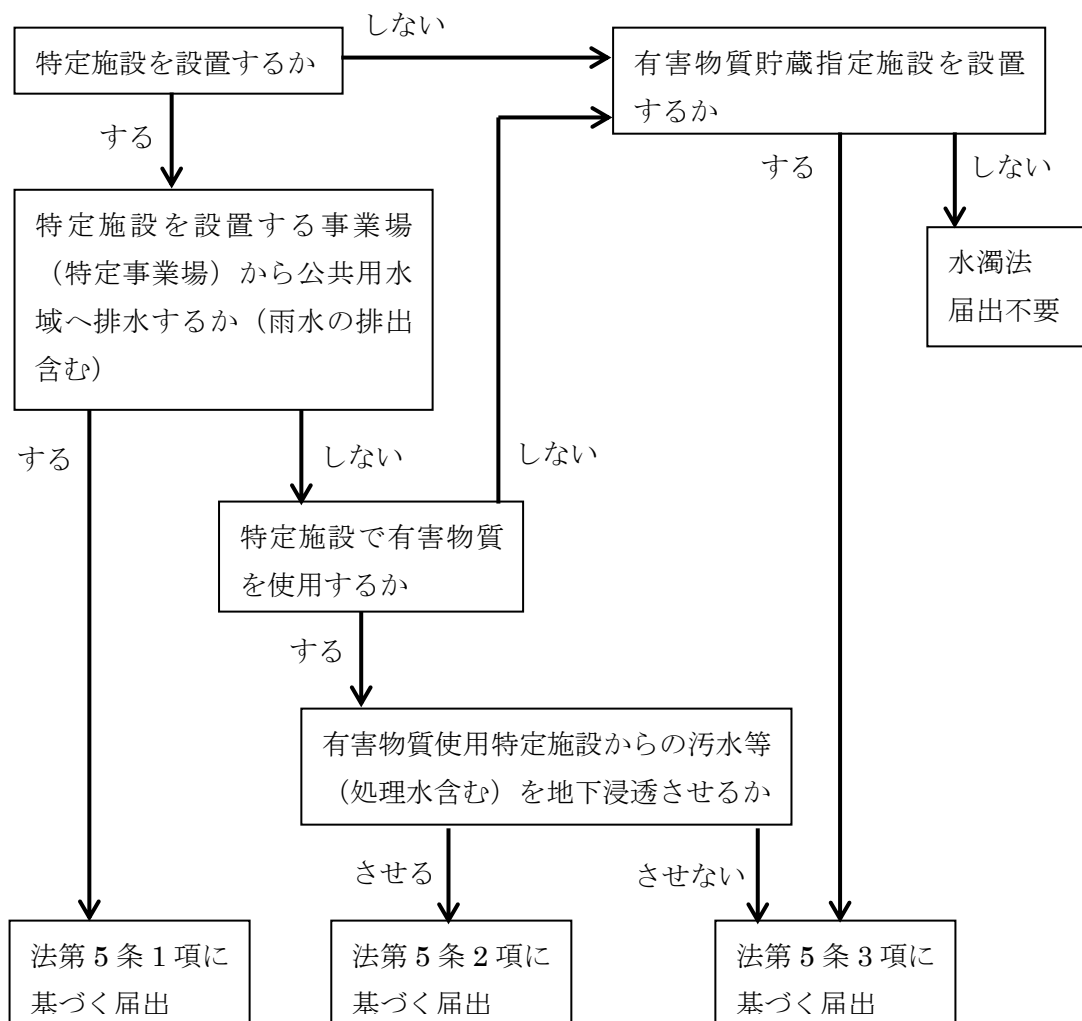 しない
特定施設を設置するか
有害物質貯蔵指定施設を設置
するか
する
する
しない
特定施設を設置する事業場
（特定事業場）から公共用水
域へ排水するか（雨水の排出
含む）
水濁法
届出不要
する
しない
しない
特定施設で有害物質
を使用するか
する
有害物質使用特定施設からの汚水等
（処理水含む）を地下浸透させるか
させる
させない
法第 5 条 1 項に
基づく届出
法第 5 条 2 項に
基づく届出
法第 5 条 3 項に
基づく届出